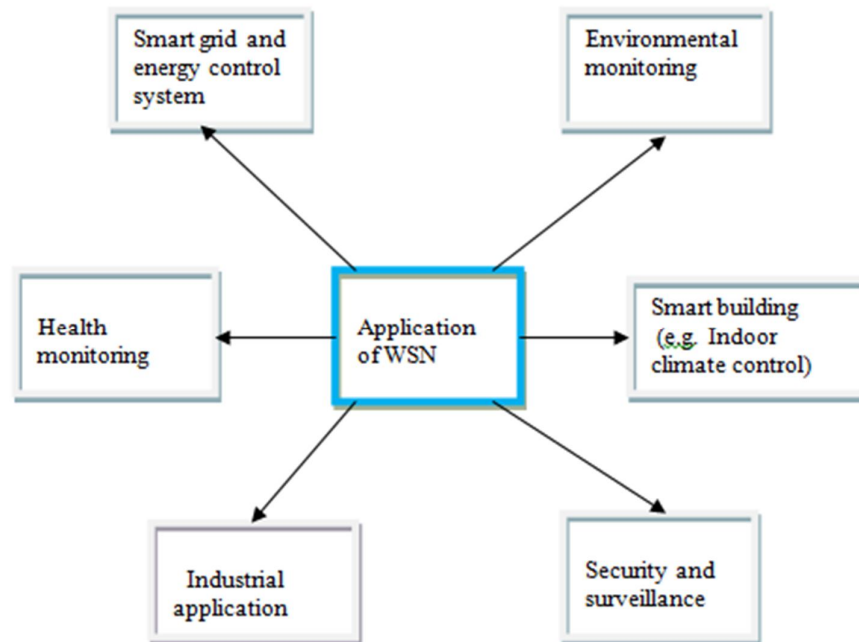 Smart grid and
energy control
system
Environmental
monitoring
Health
monitoring
Application
of WSN
Smart building
(e.g. Indoor
climate control)
Industrial
application
Security and
surveillance